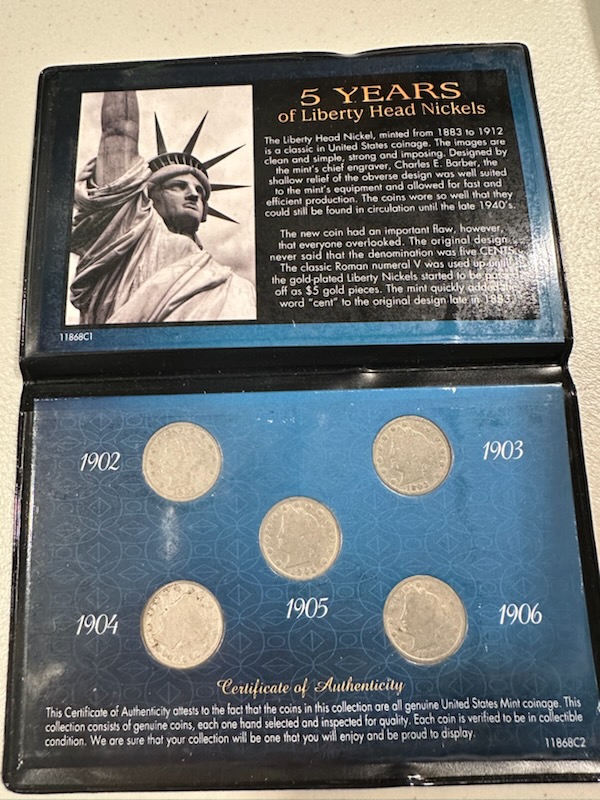 5 YEARS
of Liberty Head Nickels
The Liberty Head Nickel, minted from 1883 to 1912
is a classic in United States coinage. The images are
clean and simple, strong and imposing. Designed by
the mint's chief engraver, Charles E. Barber, the
shallow relief of the obverse design was well suited
to the mint's equipment and allowed for fast and
efficient production. The coins wore so well that they
could still be found in circulation until the late 1940's.
The new coin had an important flaw, however,
that everyone overlooked. The original design
never said that the denomination was five CENTS.
The classic Roman numeral V was used up until
the gold-plated Liberty Nickels started to be pass
off as $5 gold pieces. The mint quickly added the
word "cent" to the original design late in 1883.
11868C1
1902
1903
1904
1905
1906
Certificate of Authenticity
This Certificate of Authenticity attests to the fact that the coins in this collection are all genuine United States Mint coinage. This
collection consists of genuine coins, each one hand selected and inspected for quality. Each coin is verified to be in collectible
condition. We are sure that your collection will be one that you will enjoy and be proud to display.
11868C2